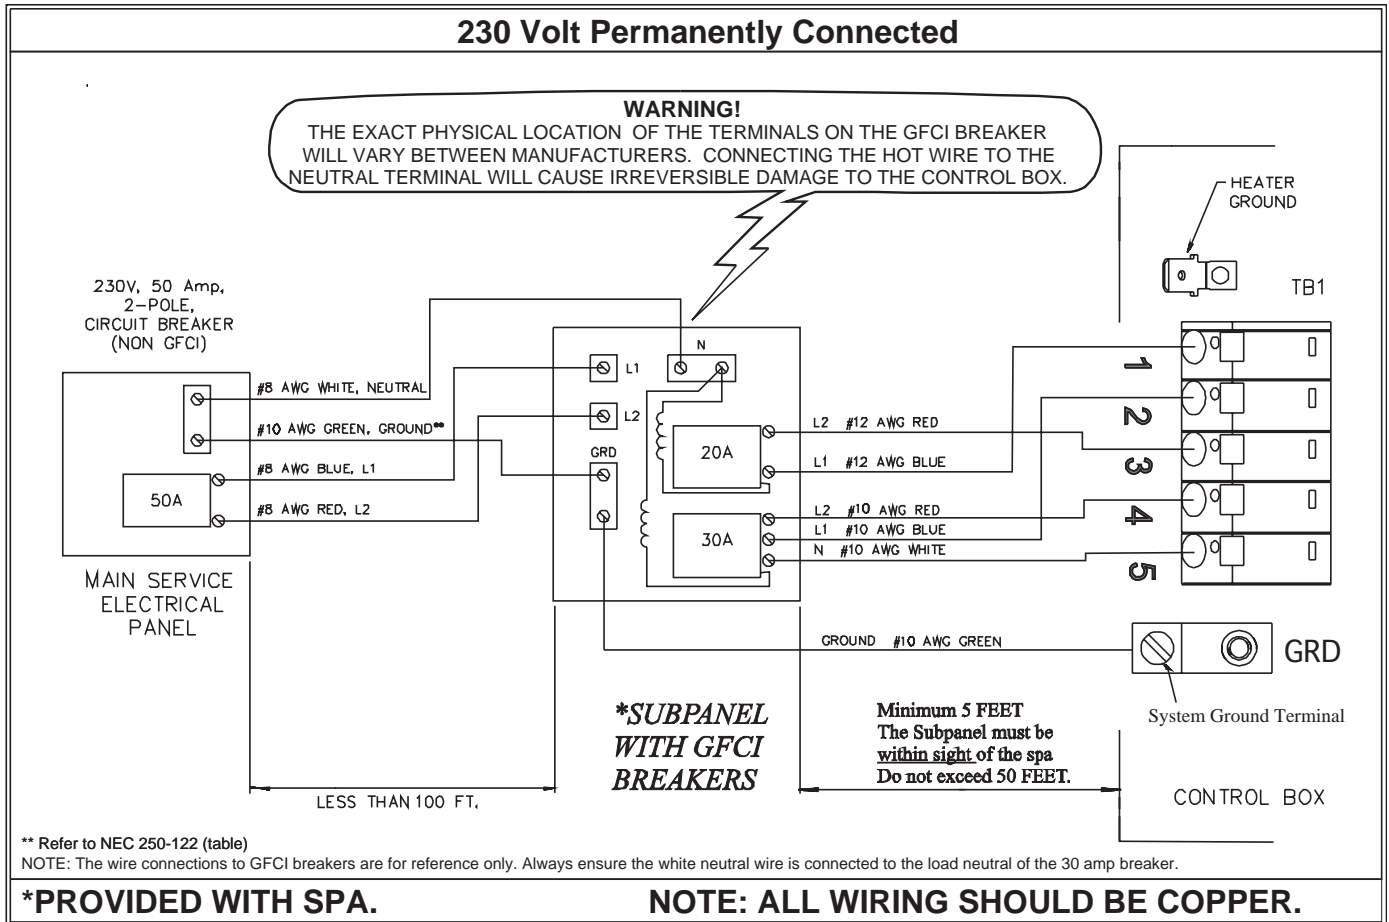 230 Volt Permanently Connected
WARNING!
THE EXACT PHYSICAL LOCATION OF THE TERMINALS ON THE GFCI BREAKER
WILL VARY BETWEEN MANUFACTURERS. CONNECTING THE HOT WIRE TO THE
NEUTRAL TERMINAL WILL CAUSE IRREVERSIBLE DAMAGE TO THE CONTROL BOX.
HEATER
GROUND
TB1
230V, 50 Amp,
2-POLE,
CIRCUIT BREAKER
(NON GFCI)
#8 AWG WHITE, NEUTRAL
#10 AWG GREEN, GROUND**
#8 AWG BLUE, L1
#8 AWG RED, L2
50A
MAIN SERVICE
ELECTRICAL
PANEL
N
L1
L2
GRD
20A
30A
L2 #12 AWG RED
L1 #12 AWG BLUE
L2 #10 AWG RED
L1 #10 AWG BLUE
N #10 AWG WHITE
1
2
3
4
5
GROUND #10 AWG GREEN
GRD
System Ground Terminal
*SUBPANEL
WITH GFCI
BREAKERS
Minimum 5 FEET
The Subpanel must be
within sight of the spa
Do not exceed 50 FEET.
LESS THAN 100 FT.
CONTROL BOX
** Refer to NEC 250-122 (table)
NOTE: The wire connections to GFCI breakers are for reference only. Always ensure the white neutral wire is connected to the load neutral of the 30 amp breaker.
*PROVIDED WITH SPA.
NOTE: ALL WIRING SHOULD BE COPPER.